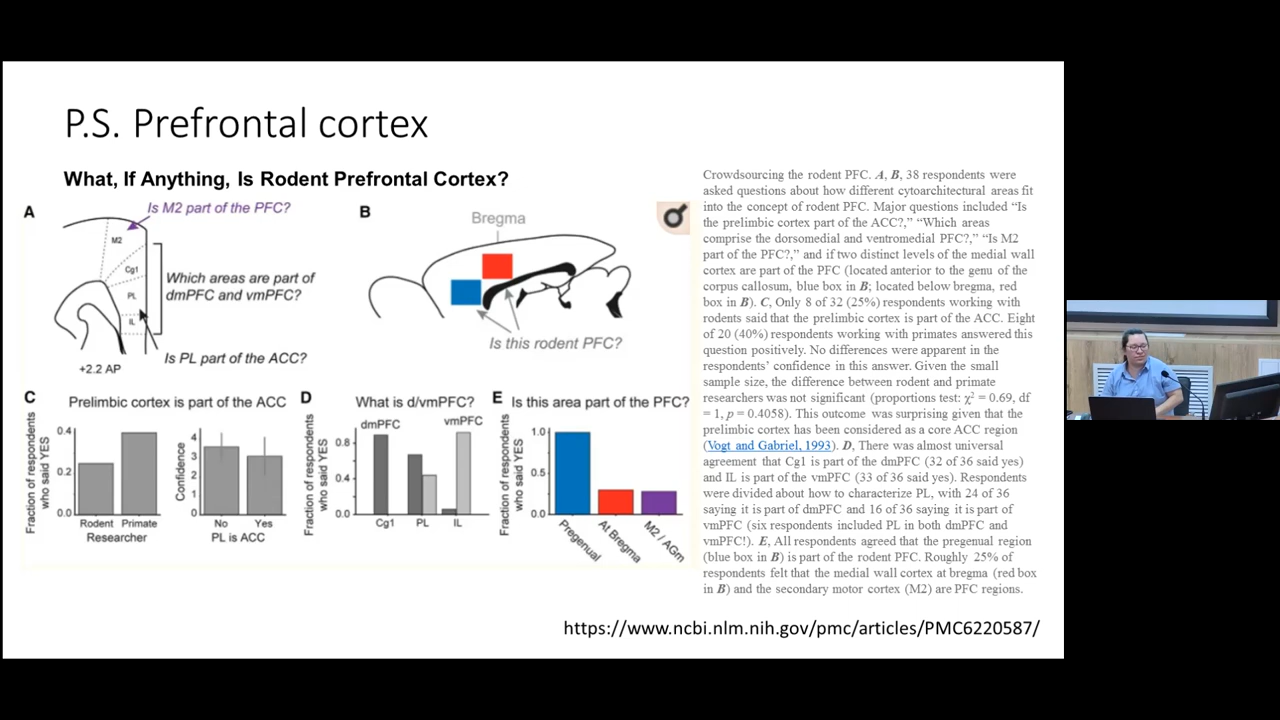 P.S. Prefrontal cortex
What, If Anything, Is Rodent Prefrontal Cortex?
A
Is M2 part of the PFC?
M2
Cg1
PL
IL
Which areas are part of
dmPFC and vmPFC?
Is PL part of the ACC?
+2.2 AP
B
Bregma
Is this rodent PFC?
C
Prelimbic cortex is part of the ACC
Fraction of respondents
who said YES
0.4
0.2
0.0
Rodent Primate
Researcher
Confidence
4
3
2
1
0
No Yes
PL is ACC
D
What is d/vmPFC?
dmPFC
vmPFC
Fraction of respondents
who said YES
0.8
0.4
0.0
Cg1 PL IL
E
Is this area part of the PFC?
Fraction of respondents
who said YES
1.0
0.5
0.0
Pregenual
At Bregma
M2 / AGm
Crowdsourcing the rodent PFC. A, B, 38 respondents were
asked questions about how different cytoarchitectural areas fit
into the concept of rodent PFC. Major questions included “Is
the prelimbic cortex part of the ACC?,” “Which areas
comprise the dorsomedial and ventromedial PFC?,” “Is M2
part of the PFC?,” and if two distinct levels of the medial wall
cortex are part of the PFC (located anterior to the genu of the
corpus callosum, blue box in B; located below bregma, red
box in B). C, Only 8 of 32 (25%) respondents working with
rodents said that the prelimbic cortex is part of the ACC. Eight
of 20 (40%) respondents working with primates answered this
question positively. No differences were apparent in the
respondents’ confidence in this answer. Given the small
sample size, the difference between rodent and primate
researchers was not significant (proportions test: χ² = 0.69, df
= 1, p = 0.4058). This outcome was surprising given that the
prelimbic cortex has been considered as a core ACC region
(Vogt and Gabriel, 1993). D, There was almost universal
agreement that Cg1 is part of the dmPFC (32 of 36 said yes)
and IL is part of the vmPFC (33 of 36 said yes). Respondents
were divided about how to characterize PL, with 24 of 36
saying it is part of dmPFC and 16 of 36 saying it is part of
vmPFC (six respondents included PL in both dmPFC and
vmPFC!). E, All respondents agreed that the pregenual region
(blue box in B) is part of the rodent PFC. Roughly 25% of
respondents felt that the medial wall cortex at bregma (red box
in B) and the secondary motor cortex (M2) are PFC regions.
https://www.ncbi.nlm.nih.gov/pmc/articles/PMC6220587/